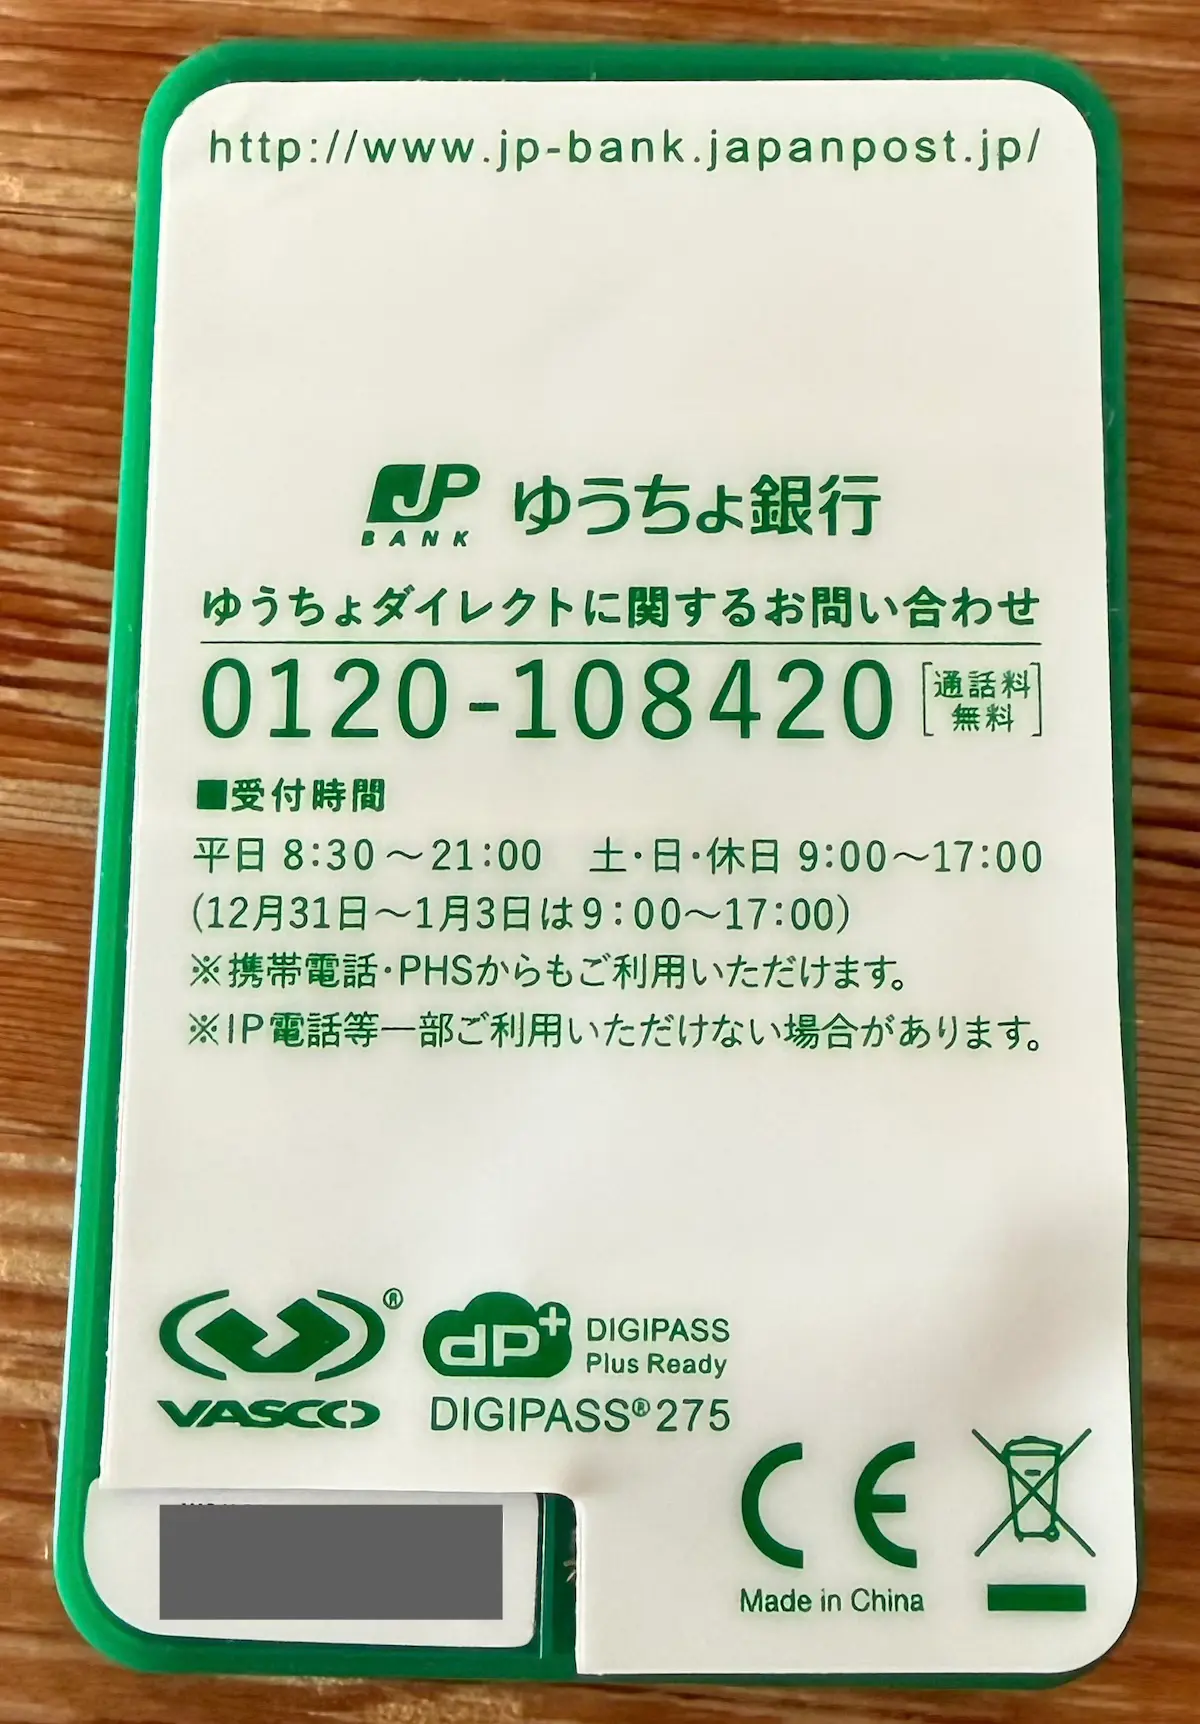 http://www.jp-bank.japanpost.jp/
JP
BANK
ゆうちょ銀行
ゆうちょダイレクトに関するお問い合わせ
0120-108420 [通話料
無料]
■受付時間
平日 8:30～21:00　土・日・休日 9:00～17:00
(12月31日～1月3日は9:00～17:00)
※携帯電話・PHSからもご利用いただけます。
※IP電話等一部ご利用いただけない場合があります。
®
VASCO
dP+
DIGIPASS
Plus Ready
DIGIPASS®275
CE
Made in China